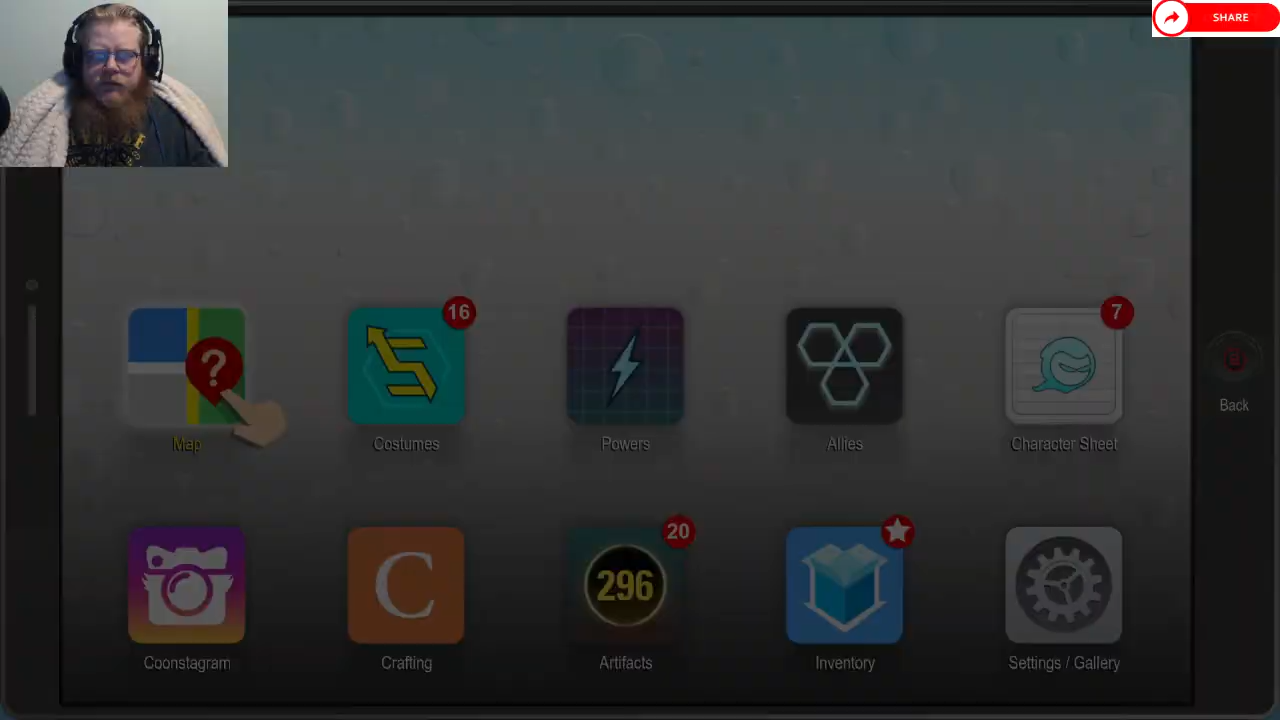 SHARE
16
7
?
Map
Costumes
Powers
Allies
Character Sheet
Back
20
C
296
Coonstagram
Crafting
Artifacts
Inventory
Settings / Gallery